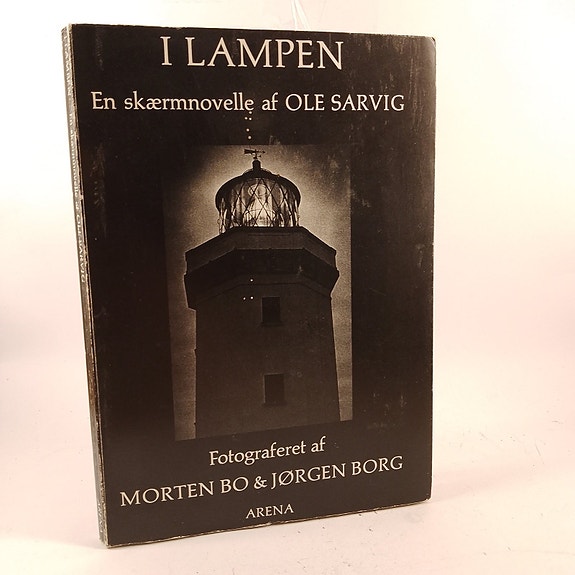 I LAMPEN
En skærmnovelle af OLE SARVIG
Fotograferet af
MORTEN BO & JØRGEN BORG
ARENA